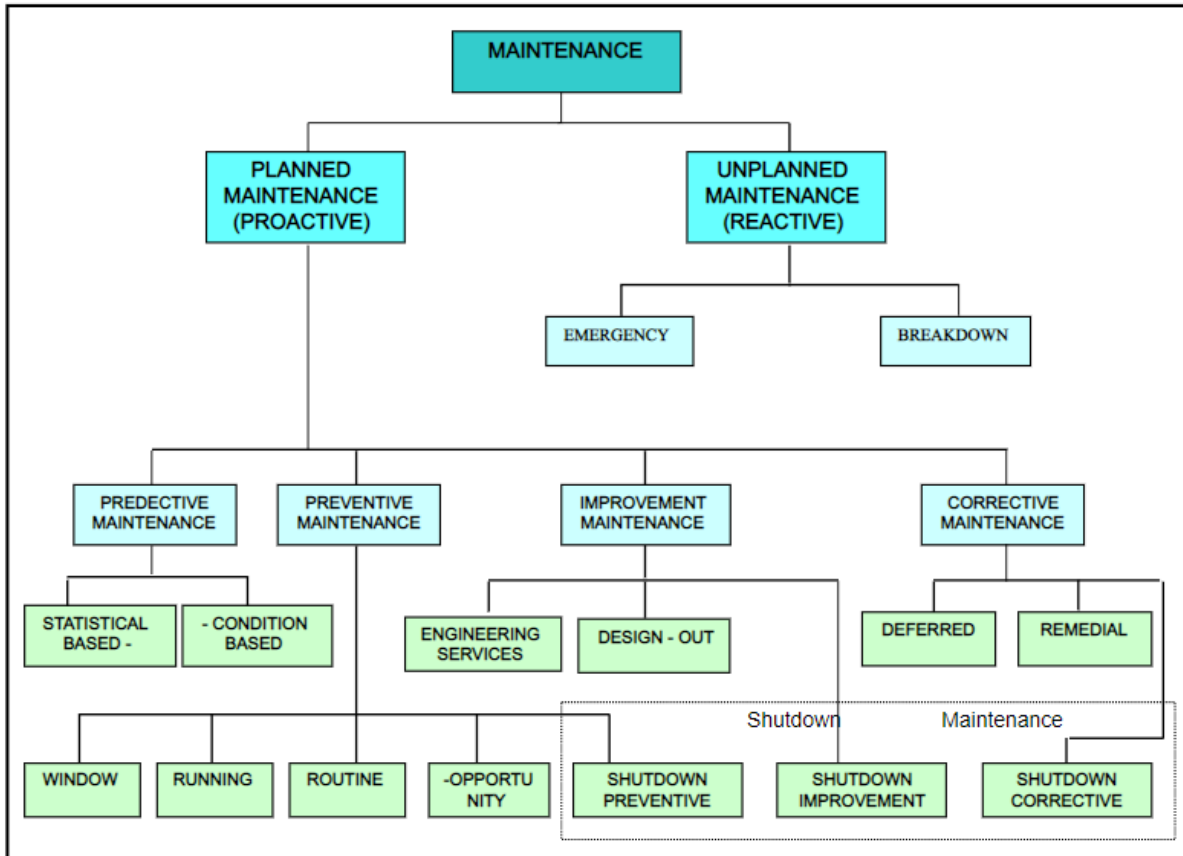 MAINTENANCE
PLANNED
MAINTENANCE
(PROACTIVE)
UNPLANNED
MAINTENANCE
(REACTIVE)
EMERGENCY
BREAKDOWN
PREDECTIVE
MAINTENANCE
PREVENTIVE
MAINTENANCE
IMPROVEMENT
MAINTENANCE
CORRECTIVE
MAINTENANCE
STATISTICAL
BASED -
- CONDITION
BASED
ENGINEERING
SERVICES
DESIGN - OUT
DEFERRED
REMEDIAL
Shutdown Maintenance
WINDOW
RUNNING
ROUTINE
-OPPORTU
NITY
SHUTDOWN
PREVENTIVE
SHUTDOWN
IMPROVEMENT
SHUTDOWN
CORRECTIVE